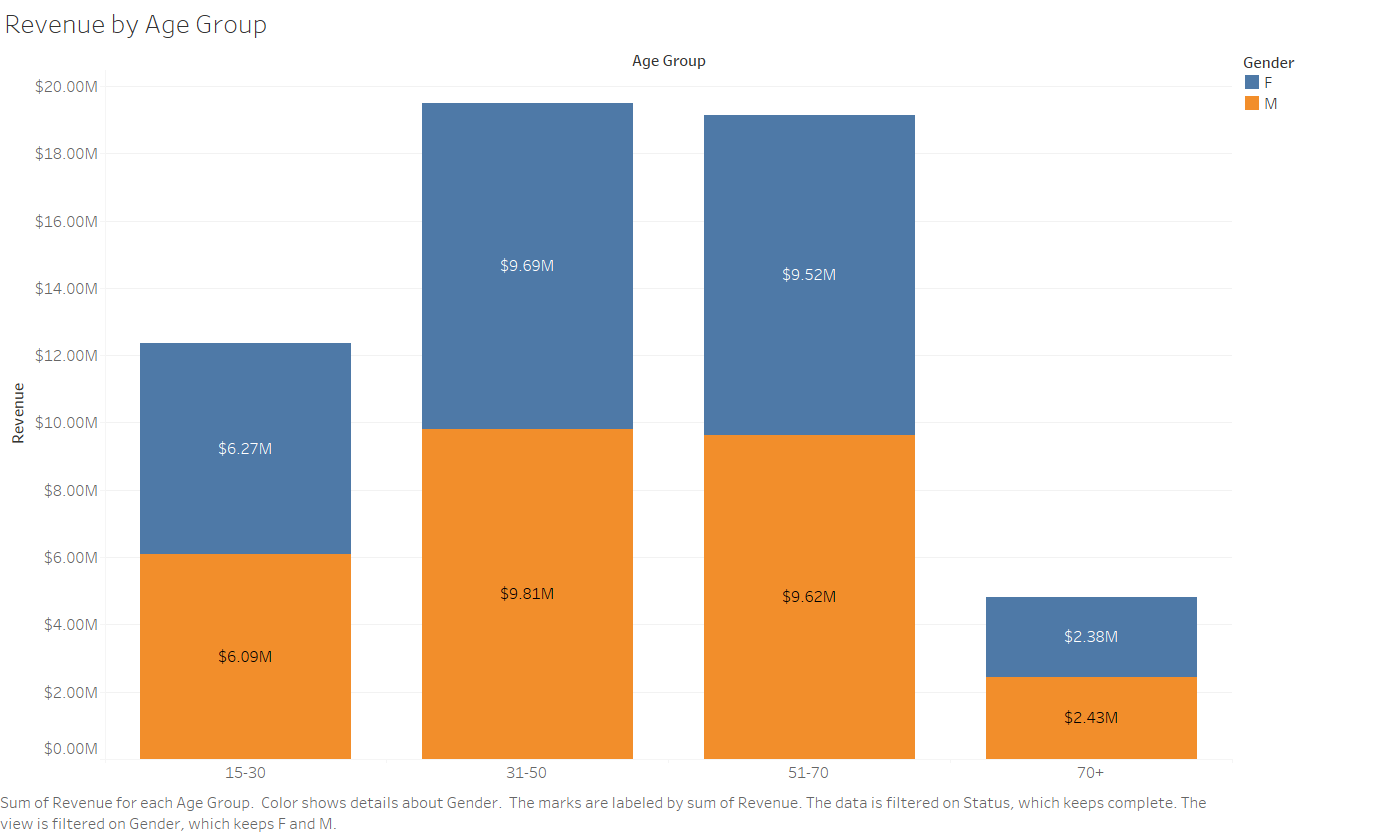 Revenue by Age Group
Age Group
Gender
F
M
$20.00M
$18.00M
$16.00M
$14.00M
$12.00M
$10.00M
$8.00M
$6.00M
$4.00M
$2.00M
$0.00M
Revenue
$6.27M
$6.09M
$9.69M
$9.81M
$9.52M
$9.62M
$2.38M
$2.43M
15-30
31-50
51-70
70+
Sum of Revenue for each Age Group.  Color shows details about Gender.  The marks are labeled by sum of Revenue. The data is filtered on Status, which keeps complete. The
view is filtered on Gender, which keeps F and M.